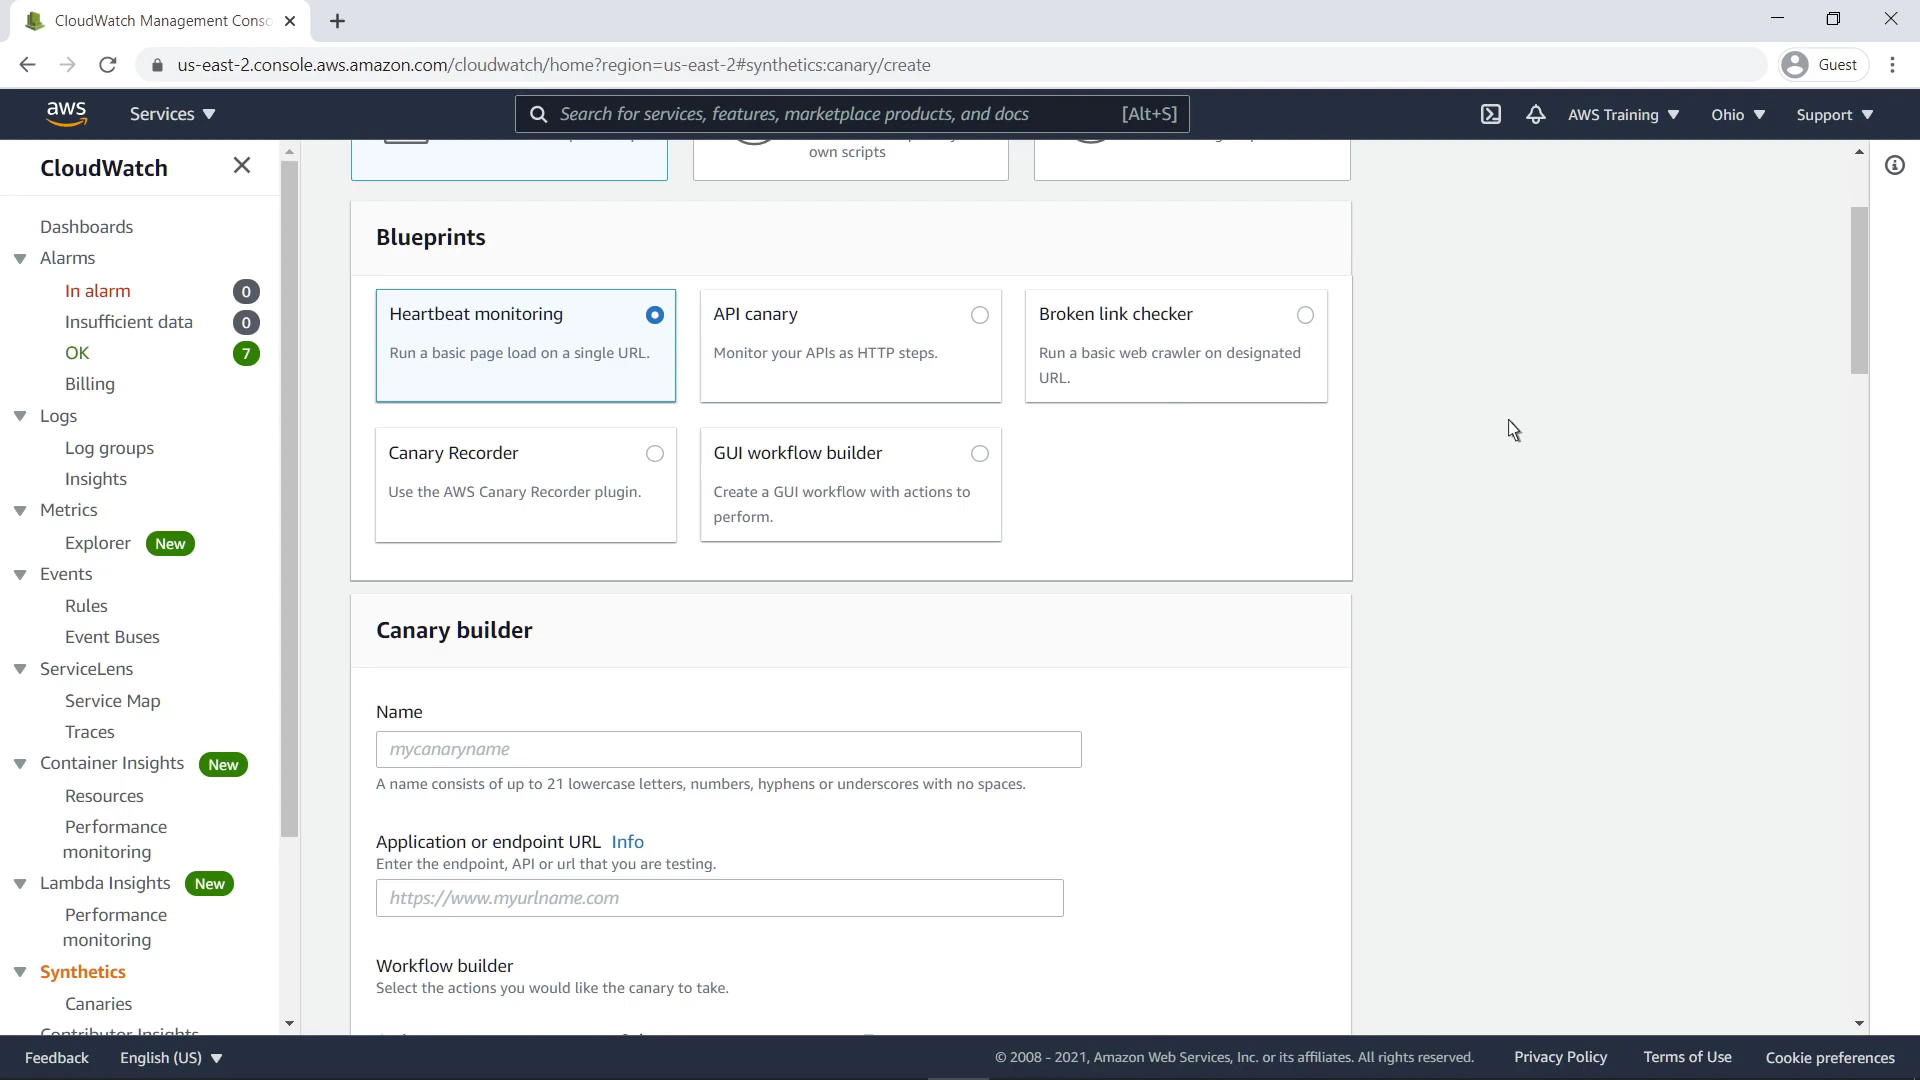 CloudWatch Management Conso
us-east-2.console.aws.amazon.com/cloudwatch/home?region=us-east-2#synthetics:canary/create
Guest
aws
Services
Search for services, features, marketplace products, and docs
[Alt+S]
AWS Training
Ohio
Support
CloudWatch
Dashboards
Alarms
In alarm 0
Insufficient data 0
OK 7
Billing
Logs
Log groups
Insights
Metrics
Explorer New
Events
Rules
Event Buses
ServiceLens
Service Map
Traces
Container Insights New
Resources
Performance
monitoring
Lambda Insights New
Performance
monitoring
Synthetics
Canaries
Contributor Insights
own scripts
Blueprints
Heartbeat monitoring
Run a basic page load on a single URL.
API canary
Monitor your APIs as HTTP steps.
Broken link checker
Run a basic web crawler on designated
URL.
Canary Recorder
Use the AWS Canary Recorder plugin.
GUI workflow builder
Create a GUI workflow with actions to
perform.
Canary builder
Name
mycanaryname
A name consists of up to 21 lowercase letters, numbers, hyphens or underscores with no spaces.
Application or endpoint URL Info
Enter the endpoint, API or url that you are testing.
https://www.myurlname.com
Workflow builder
Select the actions you would like the canary to take.
Feedback
English (US)
© 2008 - 2021, Amazon Web Services, Inc. or its affiliates. All rights reserved.
Privacy Policy
Terms of Use
Cookie preferences